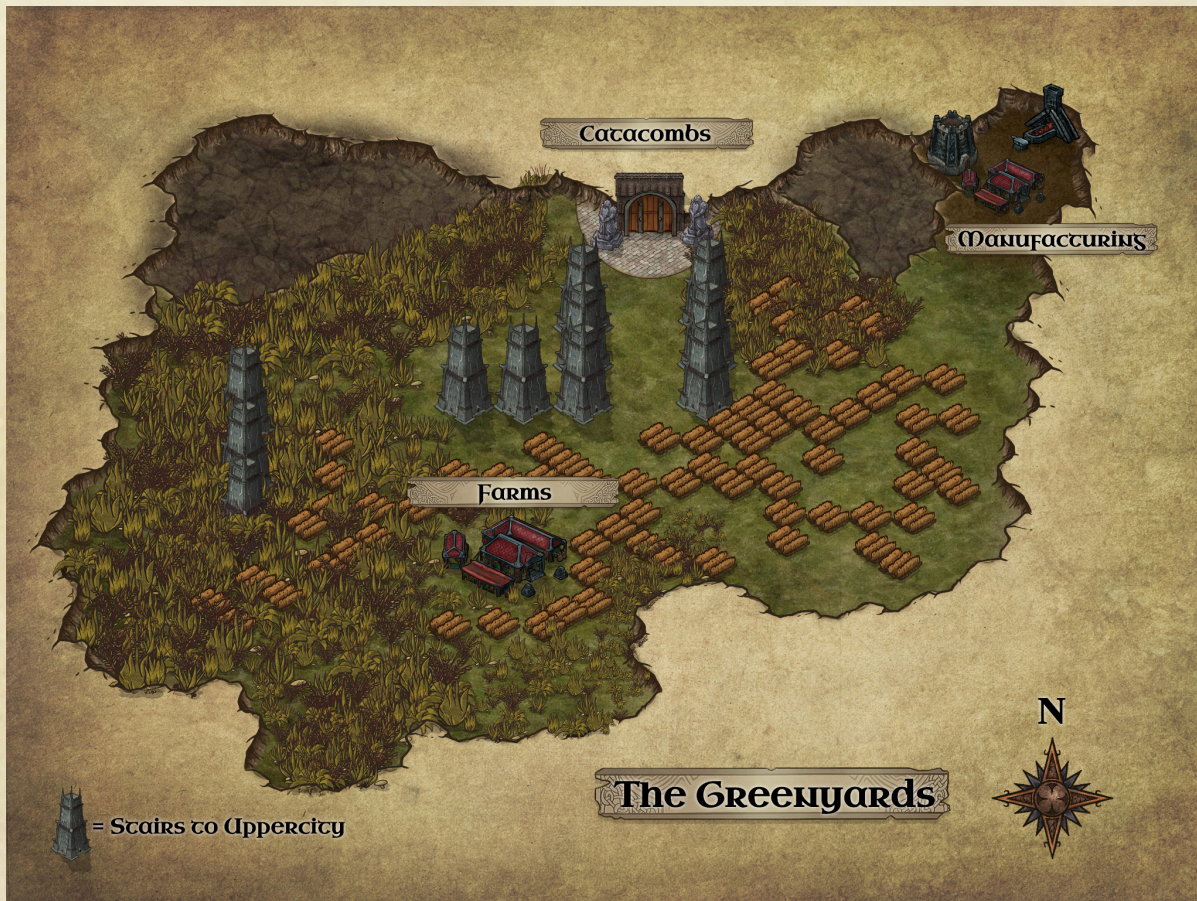 Catacombs
Manufacturing
Farms
N
The Greenyards
= Stairs to Uppercity